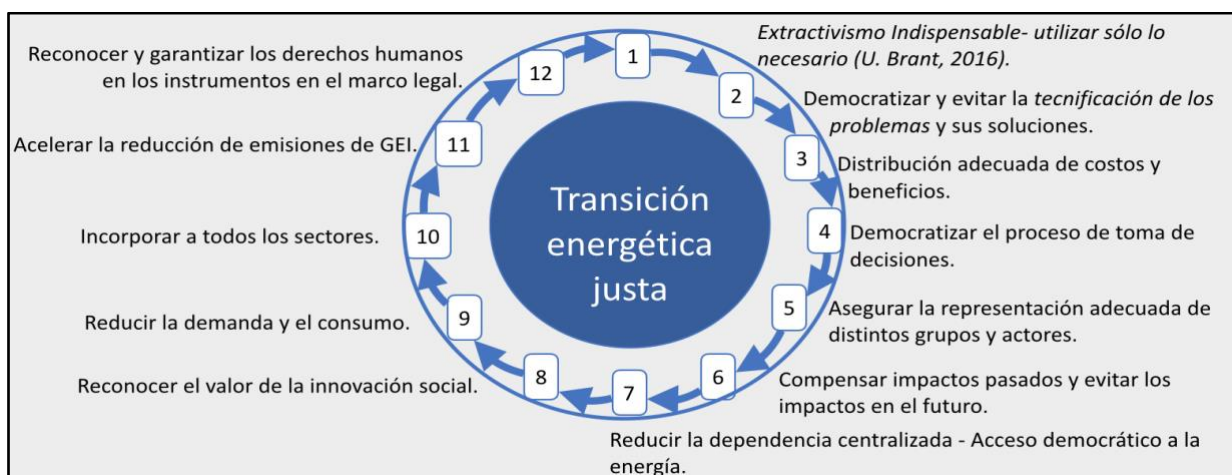 1
Extractivismo Indispensable- utilizar sólo lo
necesario (U. Brant, 2016).
2
Democratizar y evitar la tecnificación de los
problemas y sus soluciones.
3
Distribución adecuada de costos y
beneficios.
4
Democratizar el proceso de toma de
decisiones.
5
Asegurar la representación adecuada de
distintos grupos y actores.
6
Compensar impactos pasados y evitar los
impactos en el futuro.
7
Reducir la dependencia centralizada - Acceso democrático a la
energía.
8
Reconocer el valor de la innovación social.
9
Reducir la demanda y el consumo.
10
Incorporar a todos los sectores.
11
Acelerar la reducción de emisiones de GEI.
12
Reconocer y garantizar los derechos humanos
en los instrumentos en el marco legal.
Transición
energética
justa